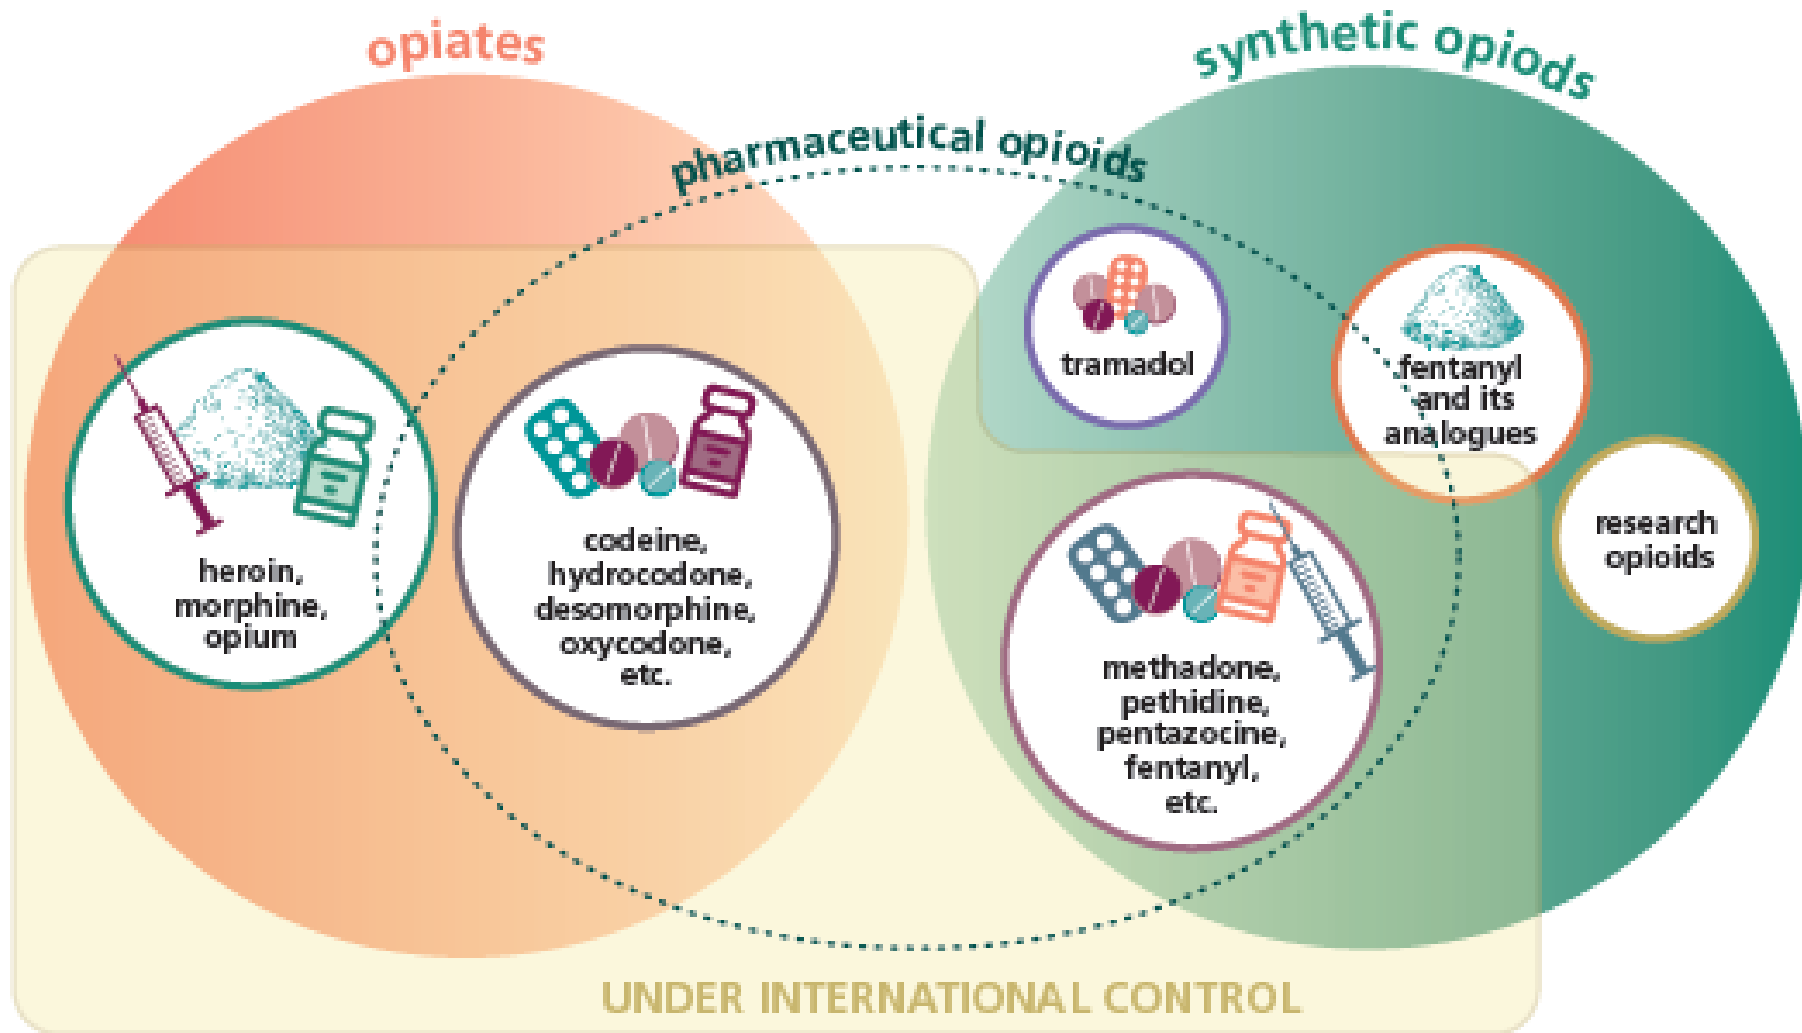 opiates
synthetic opiods
pharmaceutical opioids
tramadol
fentanyl
and its
analogues
heroin,
morphine,
opium
codeine,
hydrocodone,
desomorphine,
oxycodone,
etc.
research
opioids
methadone,
pethidine,
pentazocine,
fentanyl,
etc.
UNDER INTERNATIONAL CONTROL